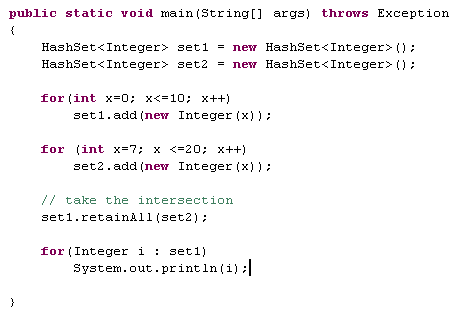 public static void main(String[] args) throws Exception
{
HashSet<Integer> set1 = new HashSet<Integer>();
HashSet<Integer> set2 = new HashSet<Integer>();
for(int x=0; x<=10; x++)
set1.add(new Integer(x));
for (int x=7; x <=20; x++)
set2.add(new Integer(x));
// take the intersection
set1.retainAll(set2);
for(Integer i : set1)
System.out.println(i);
}